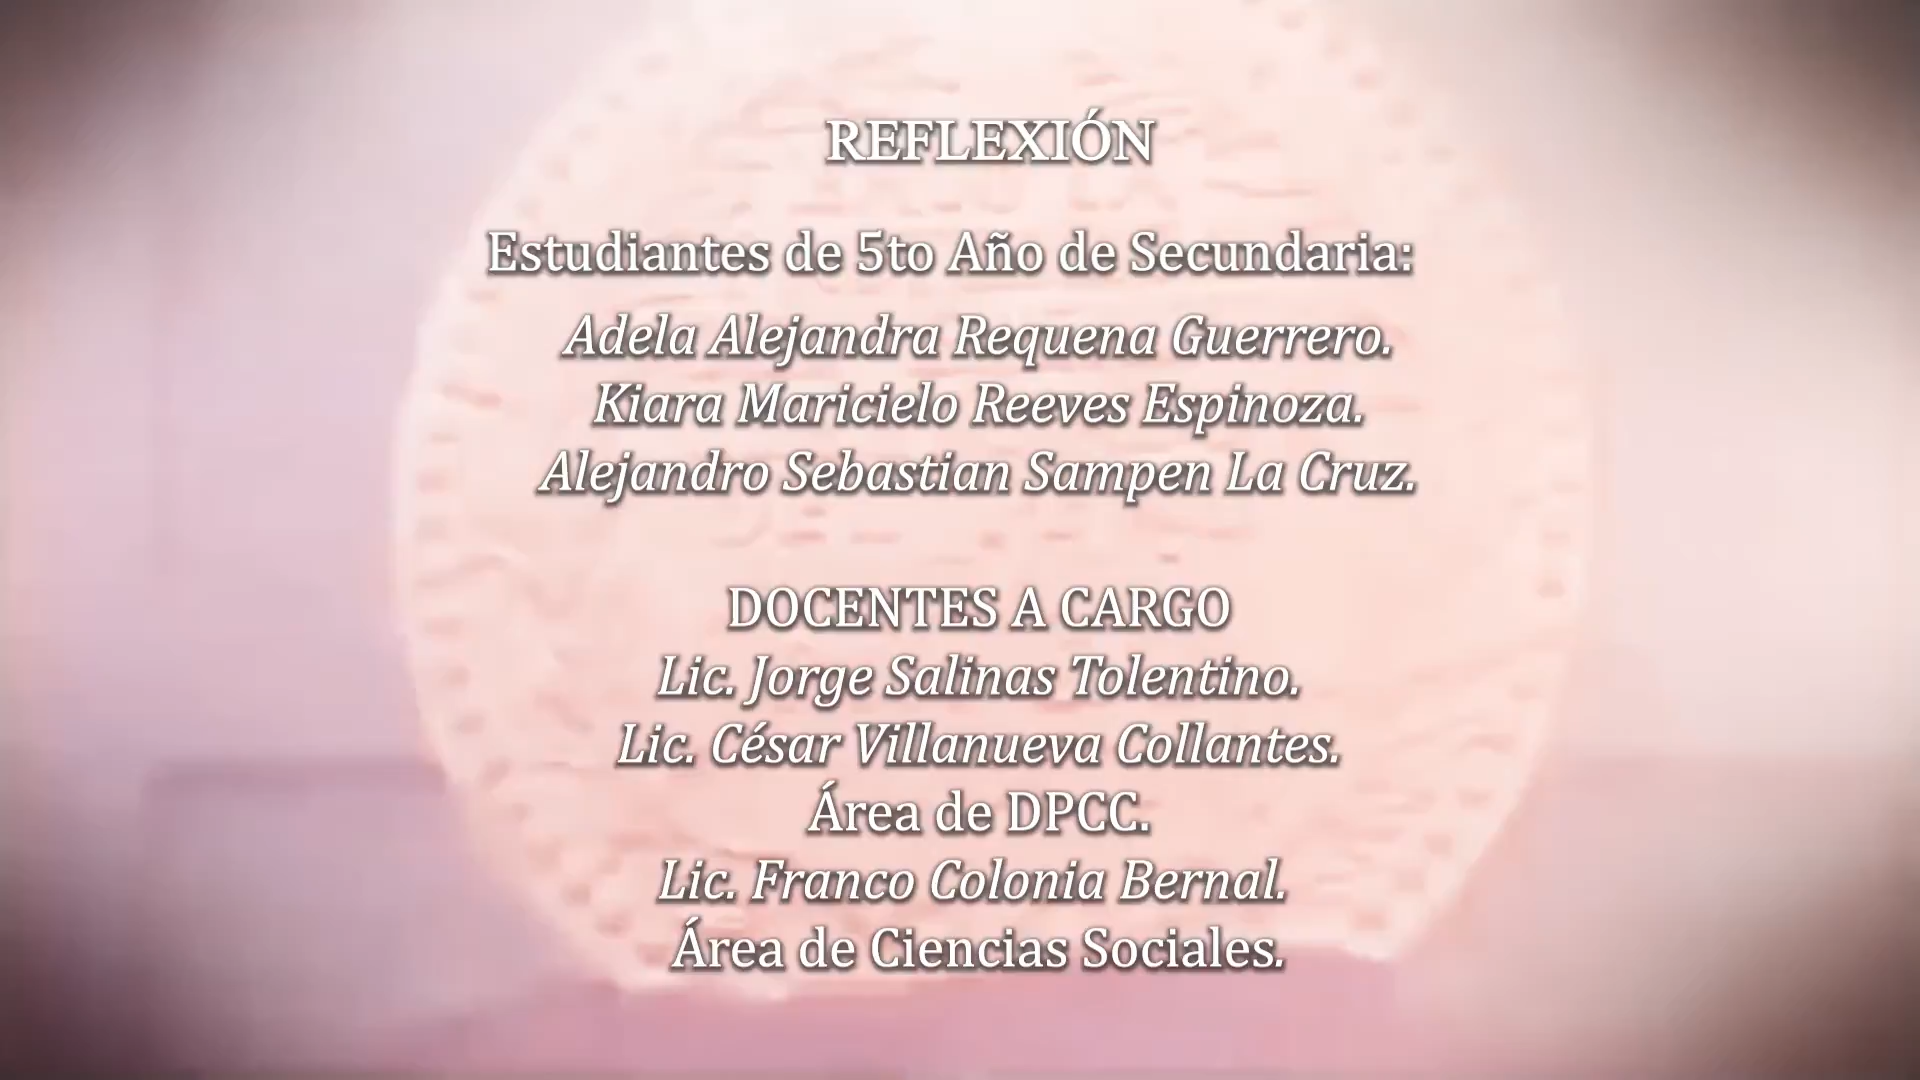 REFLEXIÓN
Estudiantes de 5to Año de Secundaria:
Adela Alejandra Requena Guerrero.
Kiara Maricielo Reeves Espinoza.
Alejandro Sebastian Sampen La Cruz.
DOCENTES A CARGO
Lic. Jorge Salinas Tolentino.
Lic. César Villanueva Collantes.
Área de DPCC.
Lic. Franco Colonia Bernal.
Área de Ciencias Sociales.